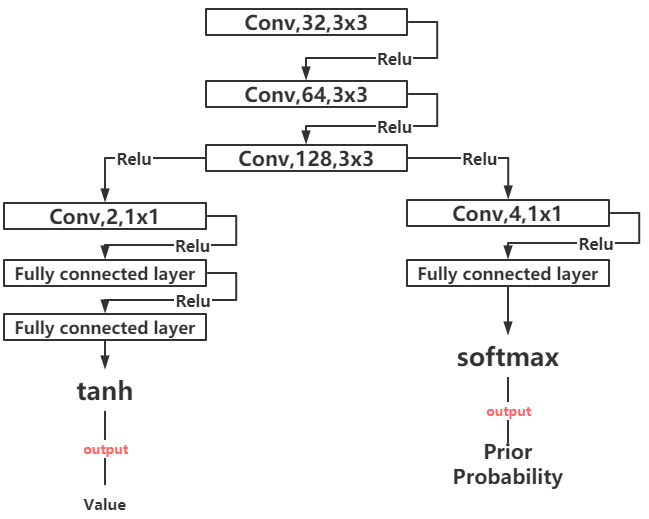 Conv,32,3x3
Relu
Conv,64,3x3
Relu
Conv,128,3x3
Relu
Relu
Conv,2,1x1
Relu
Fully connected layer
Relu
Fully connected layer
tanh
output
Value
Conv,4,1x1
Relu
Fully connected layer
softmax
output
Prior
Probability